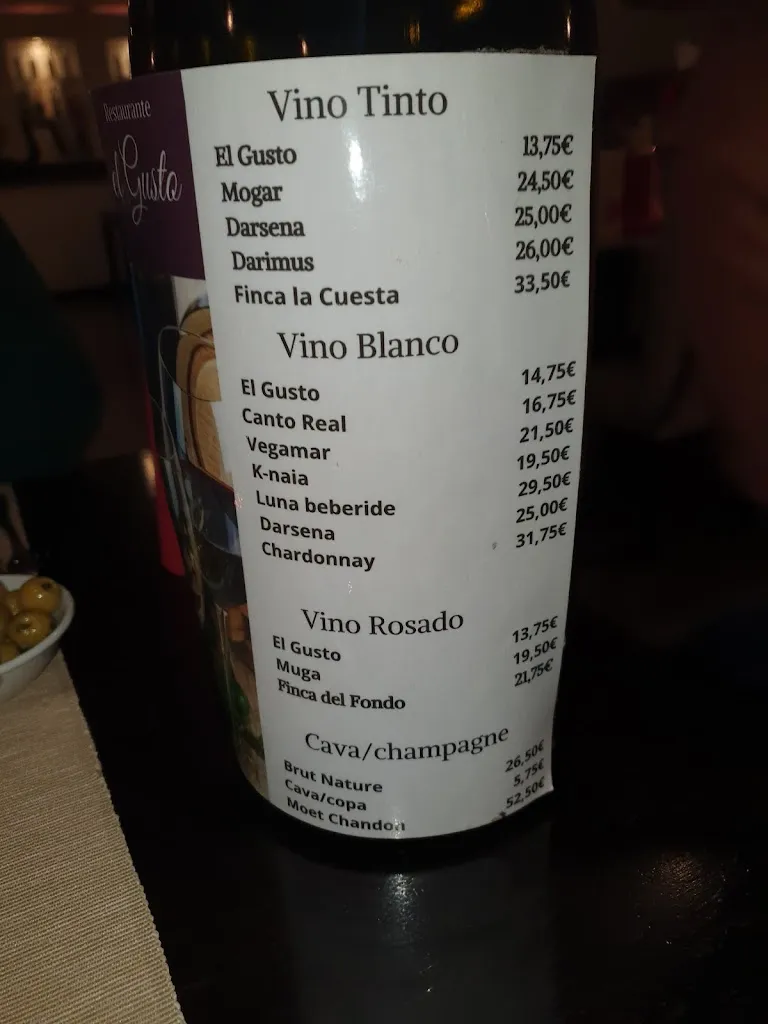 Restaurante
el Gusto
Vino Tinto
El Gusto 13,75€
Mogar 24,50€
Darsena 25,00€
Darimus 26,00€
Finca la Cuesta 33,50€
Vino Blanco
El Gusto 14,75€
Canto Real 16,75€
Vegamar 21,50€
K-naia 19,50€
Luna beberide 29,50€
Darsena 25,00€
Chardonnay 31,75€
Vino Rosado
El Gusto 13,75€
Muga 19,50€
Finca del Fondo 21,75€
Cava/champagne
Brut Nature 26,50€
Cava/copa 5,75€
Moet Chandon 52,50€